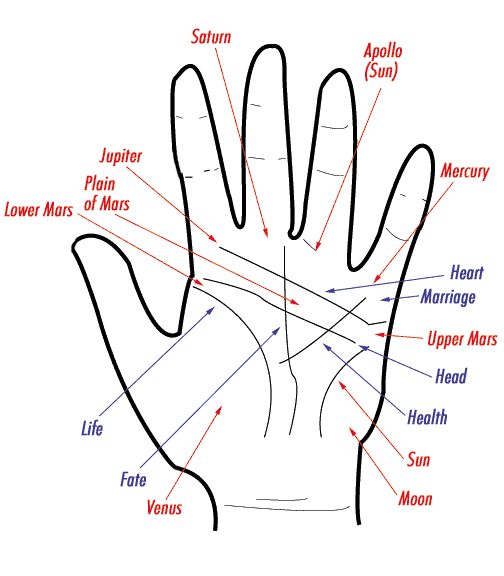 Saturn
Apollo
(Sun)
Jupiter
Mercury
Plain
of Mars
Lower Mars
Heart
Marriage
Upper Mars
Head
Health
Life
Sun
Fate
Moon
Venus